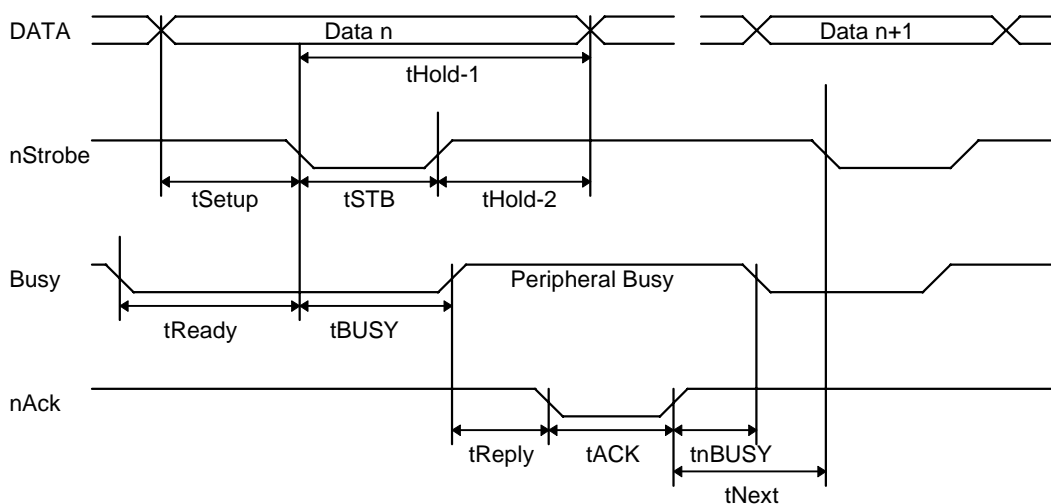 DATA
Data n
Data n+1
tHold-1
nStrobe
tSetup
tSTB
tHold-2
Busy
Peripheral Busy
tReady
tBUSY
nAck
tReply
tACK
tnBUSY
tNext